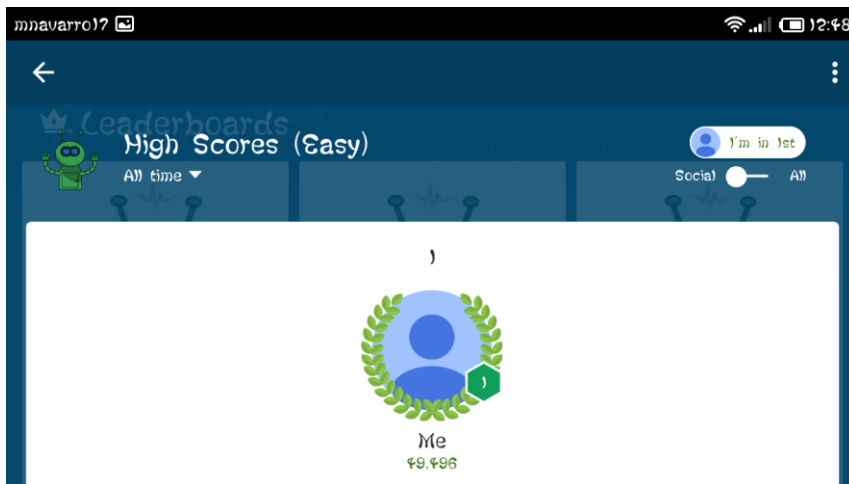 mnavarro17 12:48
Leaderboards
High Scores (Easy)
I'm in 1st
All time
Social All
1
1
Me
49.496